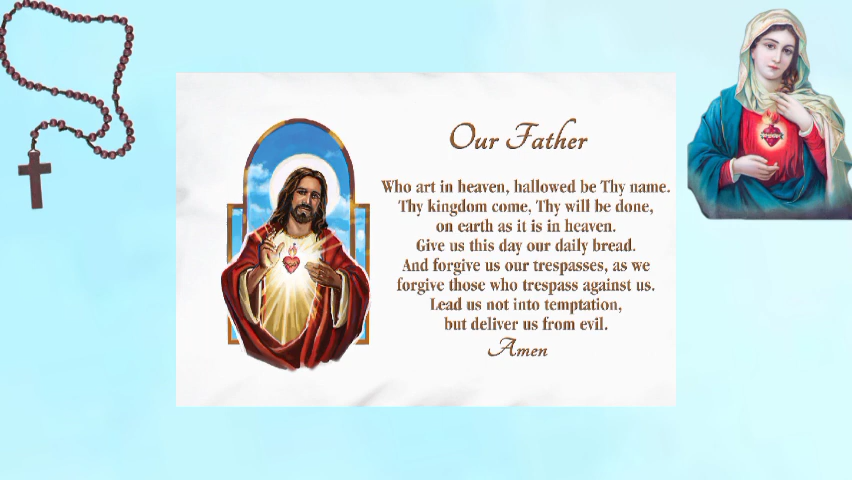 Our Father
Who art in heaven, hallowed be Thy name.
Thy kingdom come, Thy will be done,
on earth as it is in heaven.
Give us this day our daily bread.
And forgive us our trespasses, as we
forgive those who trespass against us.
Lead us not into temptation,
but deliver us from evil.
Amen